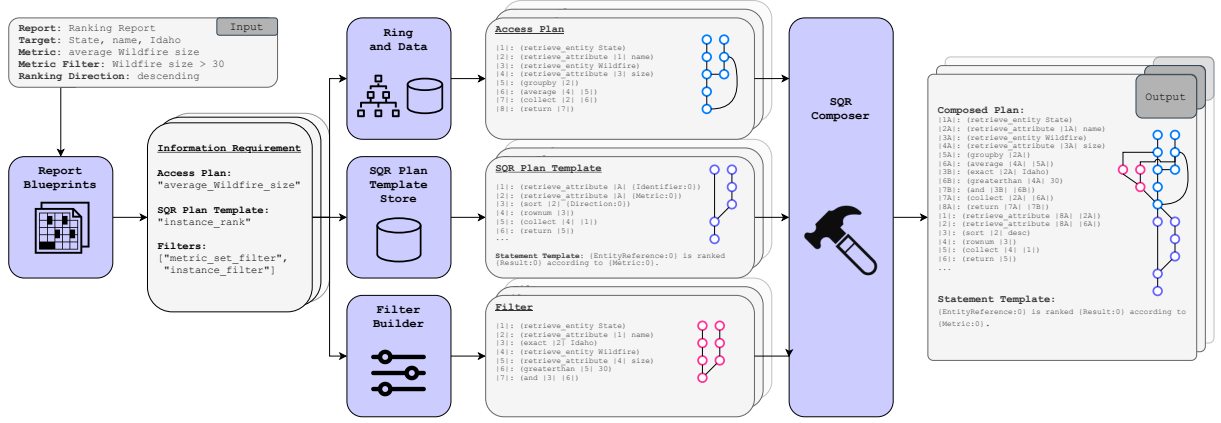 Report: Ranking Report
Target: State, name, Idaho
Metric: average Wildfire size
Metric Filter: Wildfire size > 30
Ranking Direction: descending
Input
Report
Blueprints
Information Requirement
Access Plan:
"average_Wildfire_size"
SQR Plan Template:
"instance_rank"
Filters:
["metric_set_filter",
"instance_filter"]
Ring
and Data
SQR Plan
Template
Store
Filter
Builder
Access Plan
|1|: (retrieve_entity State)
|2|: (retrieve_attribute |1| name)
|3|: (retrieve_entity Wildfire)
|4|: (retrieve_attribute |3| size)
|5|: (groupby |2|)
|6|: (average |4| |5|)
|7|: (collect |2| |6|)
|8|: (return |7|)
SQR Plan Template
|1|: (retrieve_attribute |A| {Identifier:0})
|2|: (retrieve_attribute |A| {Metric:0})
|3|: (sort |2| {Direction:0})
|4|: (rownum |3|)
|5|: (collect |4| |1|)
|6|: (return |5|)
...
Statement Template: {EntityReference:0} is ranked
{Result:0} according to {Metric:0}.
Filter
|1|: (retrieve_entity State)
|2|: (retrieve_attribute |1| name)
|3|: (exact |2| Idaho)
|4|: (retrieve_entity Wildfire)
|5|: (retrieve_attribute |4| size)
|6|: (greaterthan |5| 30)
|7|: (and |3| |6|)
SQR
Composer
Output
Composed Plan:
|1A|: (retrieve_entity State)
|2A|: (retrieve_attribute |1A| name)
|3A|: (retrieve_entity Wildfire)
|4A|: (retrieve_attribute |3A| size)
|5A|: (groupby |2A|)
|6A|: (average |4A| |5A|)
|3B|: (exact |2A| Idaho)
|6B|: (greaterthan |4A| 30
|7B|: (and |3B| |6B|)
|7A|: (collect |2A| |6A|)
|8A|: (return |7A| |7B|)
|1|: (retrieve_attribute |8A| |2A|)
|2|: (retrieve_attribute |8A| |6A|)
|3|: (sort |2| desc)
|4|: (rownum |3|)
|5|: (collect |4| |1|)
|6|: (return |5|)
...
Statement Template:
{EntityReference:0} is ranked {Result:0} according to
{Metric:0}.